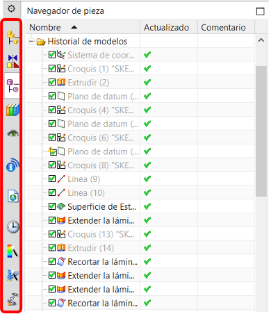 Navegador de pieza
Nombre Actualizado Comentario
Historial de modelos
Sistema de coor...
Croquis (1) "SKE...
Extrudir (2)
Plano de datum (...
Croquis (4) "SKE...
Plano de datum (...
Croquis (6) "SKE...
Plano de datum (...
Croquis (8) "SKE...
Línea (9)
Línea (10)
Superficie de Est...
Extender la lámi...
Croquis (13) "SK...
Extrudir (14)
Recortar la lámin...
Extender la lámi...
Extender la lámi...
Recortar la lámin...